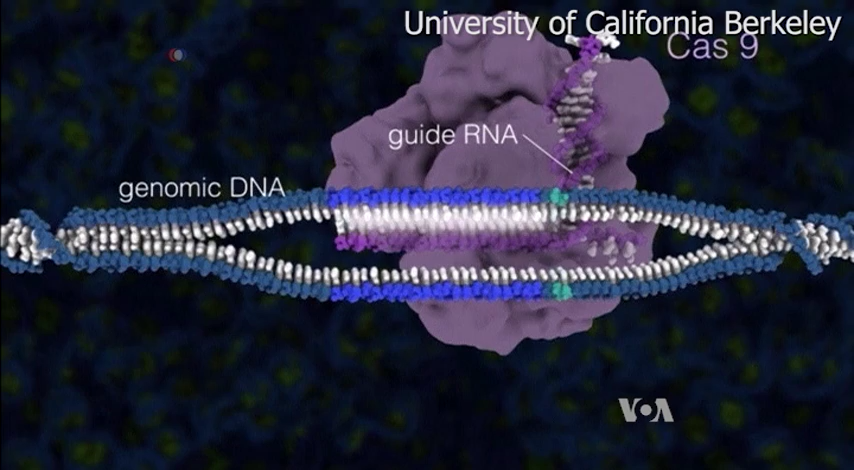 University of California Berkeley
Cas 9
guide RNA
genomic DNA
VOA